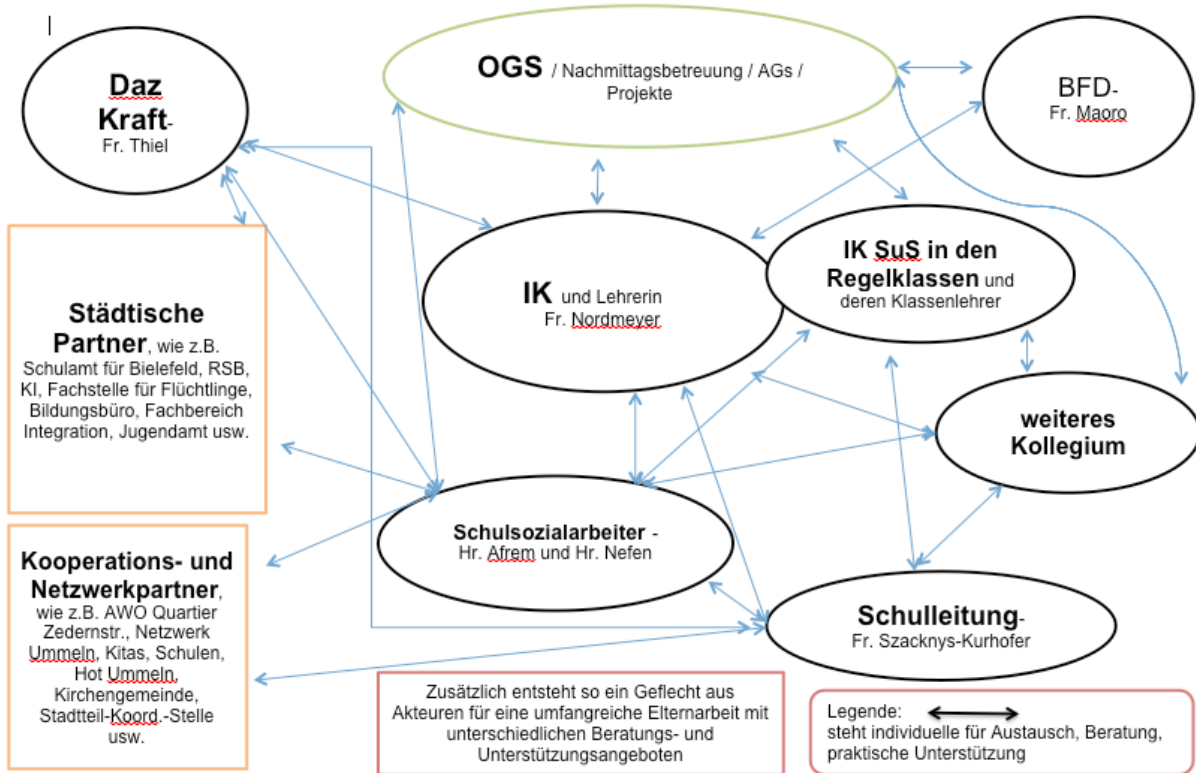 Daz
Kraft-
Fr. Thiel
OGS / Nachmittagsbetreuung / AGs /
Projekte
BFD-
Fr. Maoro
Städtische
Partner, wie z.B.
Schulamt für Bielefeld, RSB,
KI, Fachstelle für Flüchtlinge,
Bildungsbüro, Fachbereich
Integration, Jugendamt usw.
IK und Lehrerin
Fr. Nordmeyer
IK SuS in den
Regelklassen und
deren Klassenlehrer
weiteres
Kollegium
Kooperations- und
Netzwerkpartner,
wie z.B. AWO Quartier
Zedernstr., Netzwerk
Ummeln, Kitas, Schulen,
Hot Ummeln,
Kirchengemeinde,
Stadtteil-Koord.-Stelle
usw.
Schulsozialarbeiter -
Hr. Afrem und Hr. Nefen
Schulleitung-
Fr. Szacknys-Kurhofer
Zusätzlich entsteht so ein Geflecht aus
Akteuren für eine umfangreiche Elternarbeit mit
unterschiedlichen Beratungs- und
Unterstützungsangeboten
Legende:
steht individuelle für Austausch, Beratung,
praktische Unterstützung